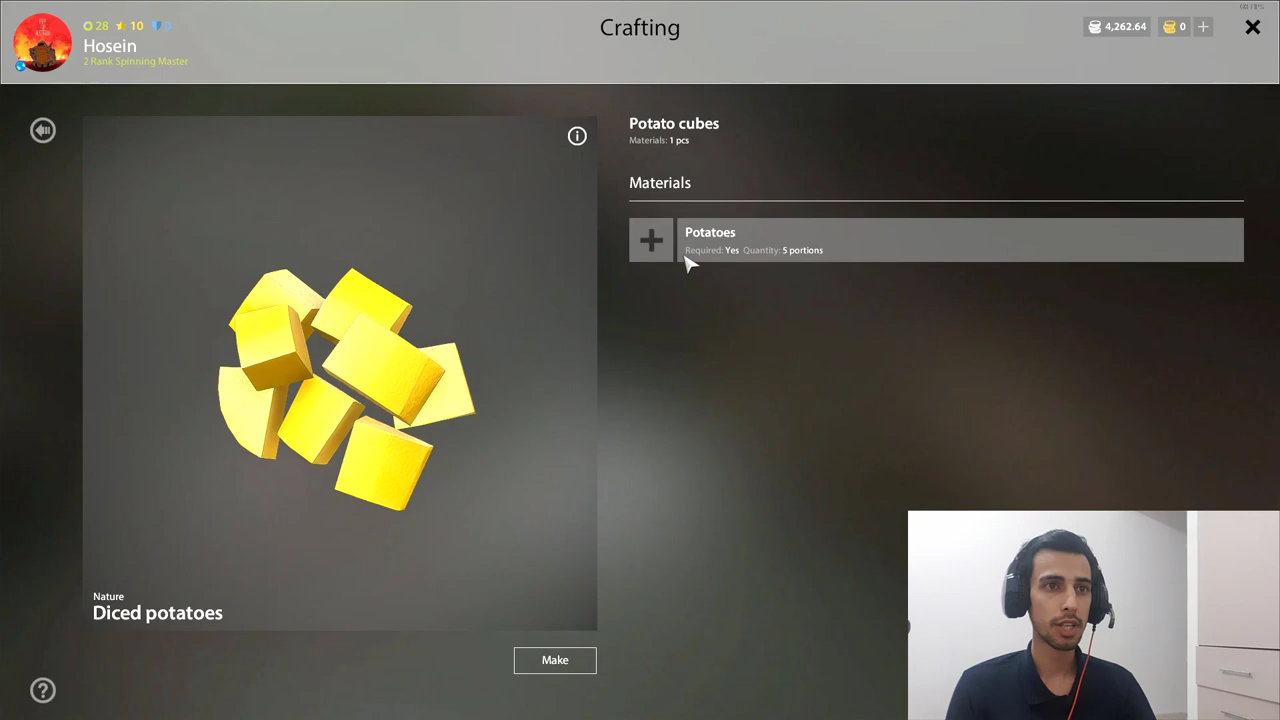 28 10 0
Hosein
2 Rank Spinning Master
Crafting
4,262.64 0
Potato cubes
Materials: 1 pcs
Materials
Potatoes
Required: Yes Quantity: 5 portions
Nature
Diced potatoes
Make